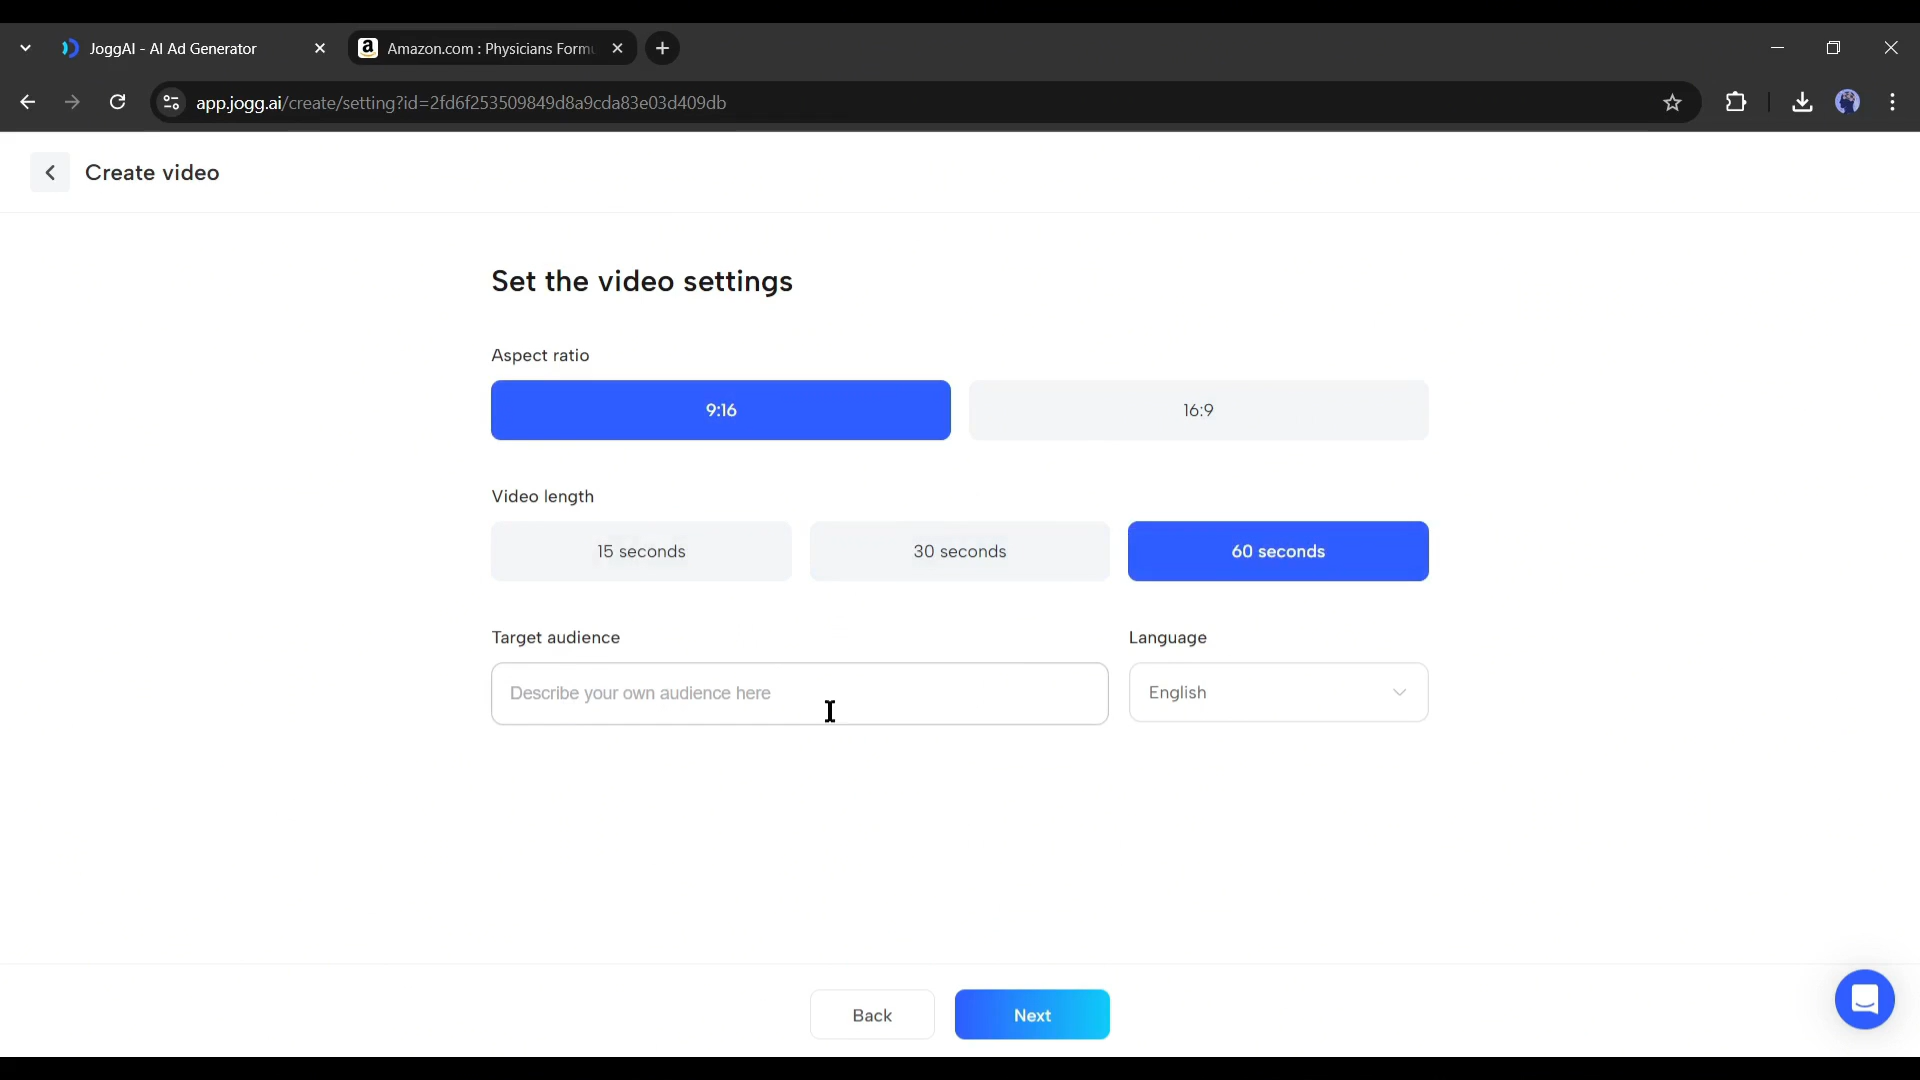 JoggAI - AI Ad Generator
Amazon.com : Physicians Form
app.jogg.ai/create/setting?id=2fd6f253509849d8a9cda83e03d409db
Create video
Set the video settings
Aspect ratio
9:16
16:9
Video length
15 seconds
30 seconds
60 seconds
Target audience
Language
Describe your own audience here
English
Back
Next